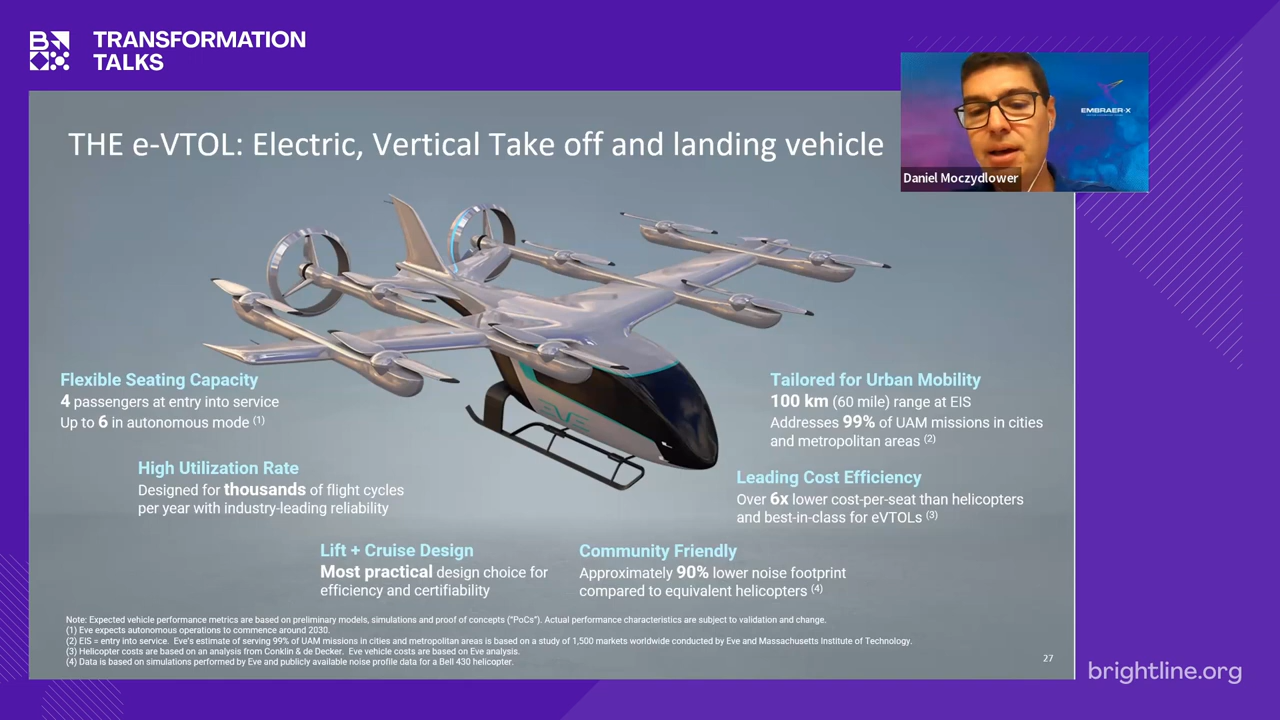 TRANSFORMATION
TALKS
EMBRAER-X
Daniel Moczydlower
THE e-VTOL: Electric, Vertical Take off and landing vehicle
EVE
Flexible Seating Capacity
4 passengers at entry into service
Up to 6 in autonomous mode (1)
Tailored for Urban Mobility
100 km (60 mile) range at EIS
Addresses 99% of UAM missions in cities
and metropolitan areas (2)
High Utilization Rate
Designed for thousands of flight cycles
per year with industry-leading reliability
Leading Cost Efficiency
Over 6x lower cost-per-seat than helicopters
and best-in-class for eVTOLs (3)
Lift + Cruise Design
Most practical design choice for
efficiency and certifiability
Community Friendly
Approximately 90% lower noise footprint
compared to equivalent helicopters (4)
Note: Expected vehicle performance metrics are based on preliminary models, simulations and proof of concepts ("PoCs"). Actual performance characteristics are subject to validation and change.
(1) Eve expects autonomous operations to commence around 2030.
(2) EIS = entry into service. Eve's estimate of serving 99% of UAM missions in cities and metropolitan areas is based on a study of 1,500 markets worldwide conducted by Eve and Massachusetts Institute of Technology.
(3) Helicopter costs are based on an analysis from Conklin & de Decker. Eve vehicle costs are based on Eve analysis.
(4) Data is based on simulations performed by Eve and publicly available noise profile data for a Bell 430 helicopter.
27
brightline.org